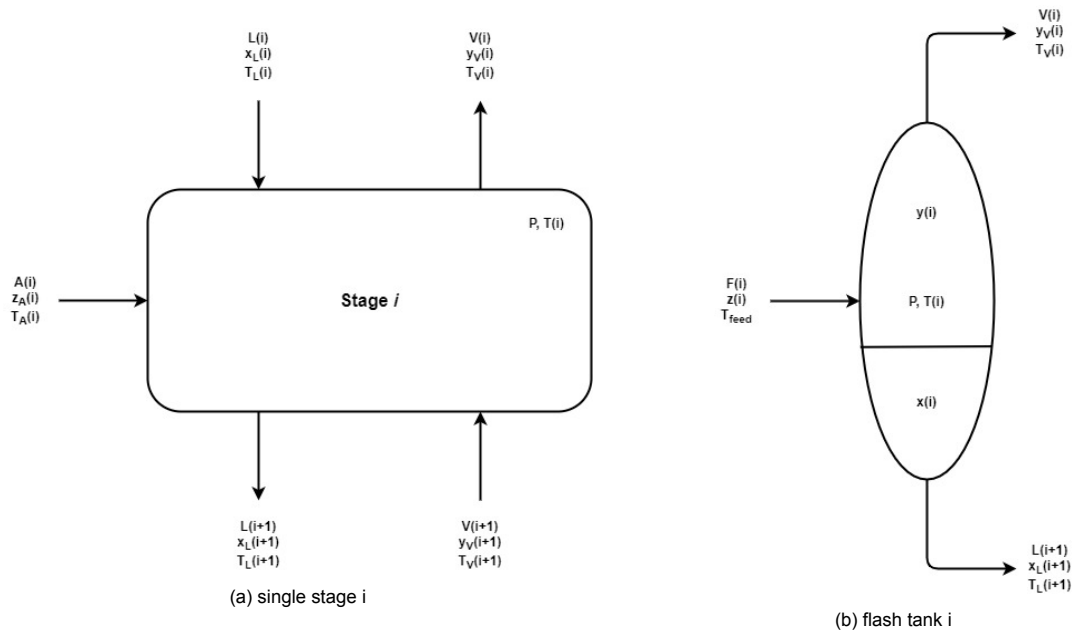 L(i)
x_L(i)
T_L(i)
V(i)
y_V(i)
T_V(i)
P, T(i)
A(i)
z_A(i)
T_A(i)
Stage i
L(i+1)
x_L(i+1)
T_L(i+1)
V(i+1)
y_V(i+1)
T_V(i+1)
(a) single stage i
V(i)
y_V(i)
T_V(i)
y(i)
F(i)
z(i)
T_feed
P, T(i)
x(i)
L(i+1)
x_L(i+1)
T_L(i+1)
(b) flash tank i